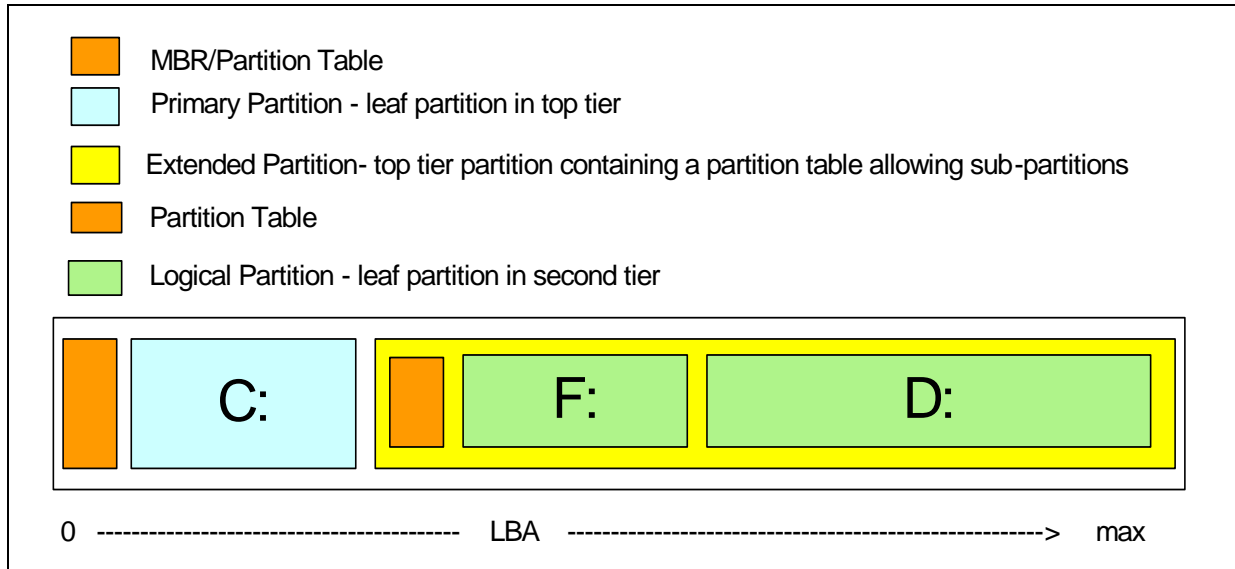 MBR/Partition Table
Primary Partition - leaf partition in top tier
Extended Partition- top tier partition containing a partition table allowing sub-partitions
Partition Table
Logical Partition - leaf partition in second tier
C: F: D:
0 ------------------------------------------ LBA -------------------------------------------------------> max